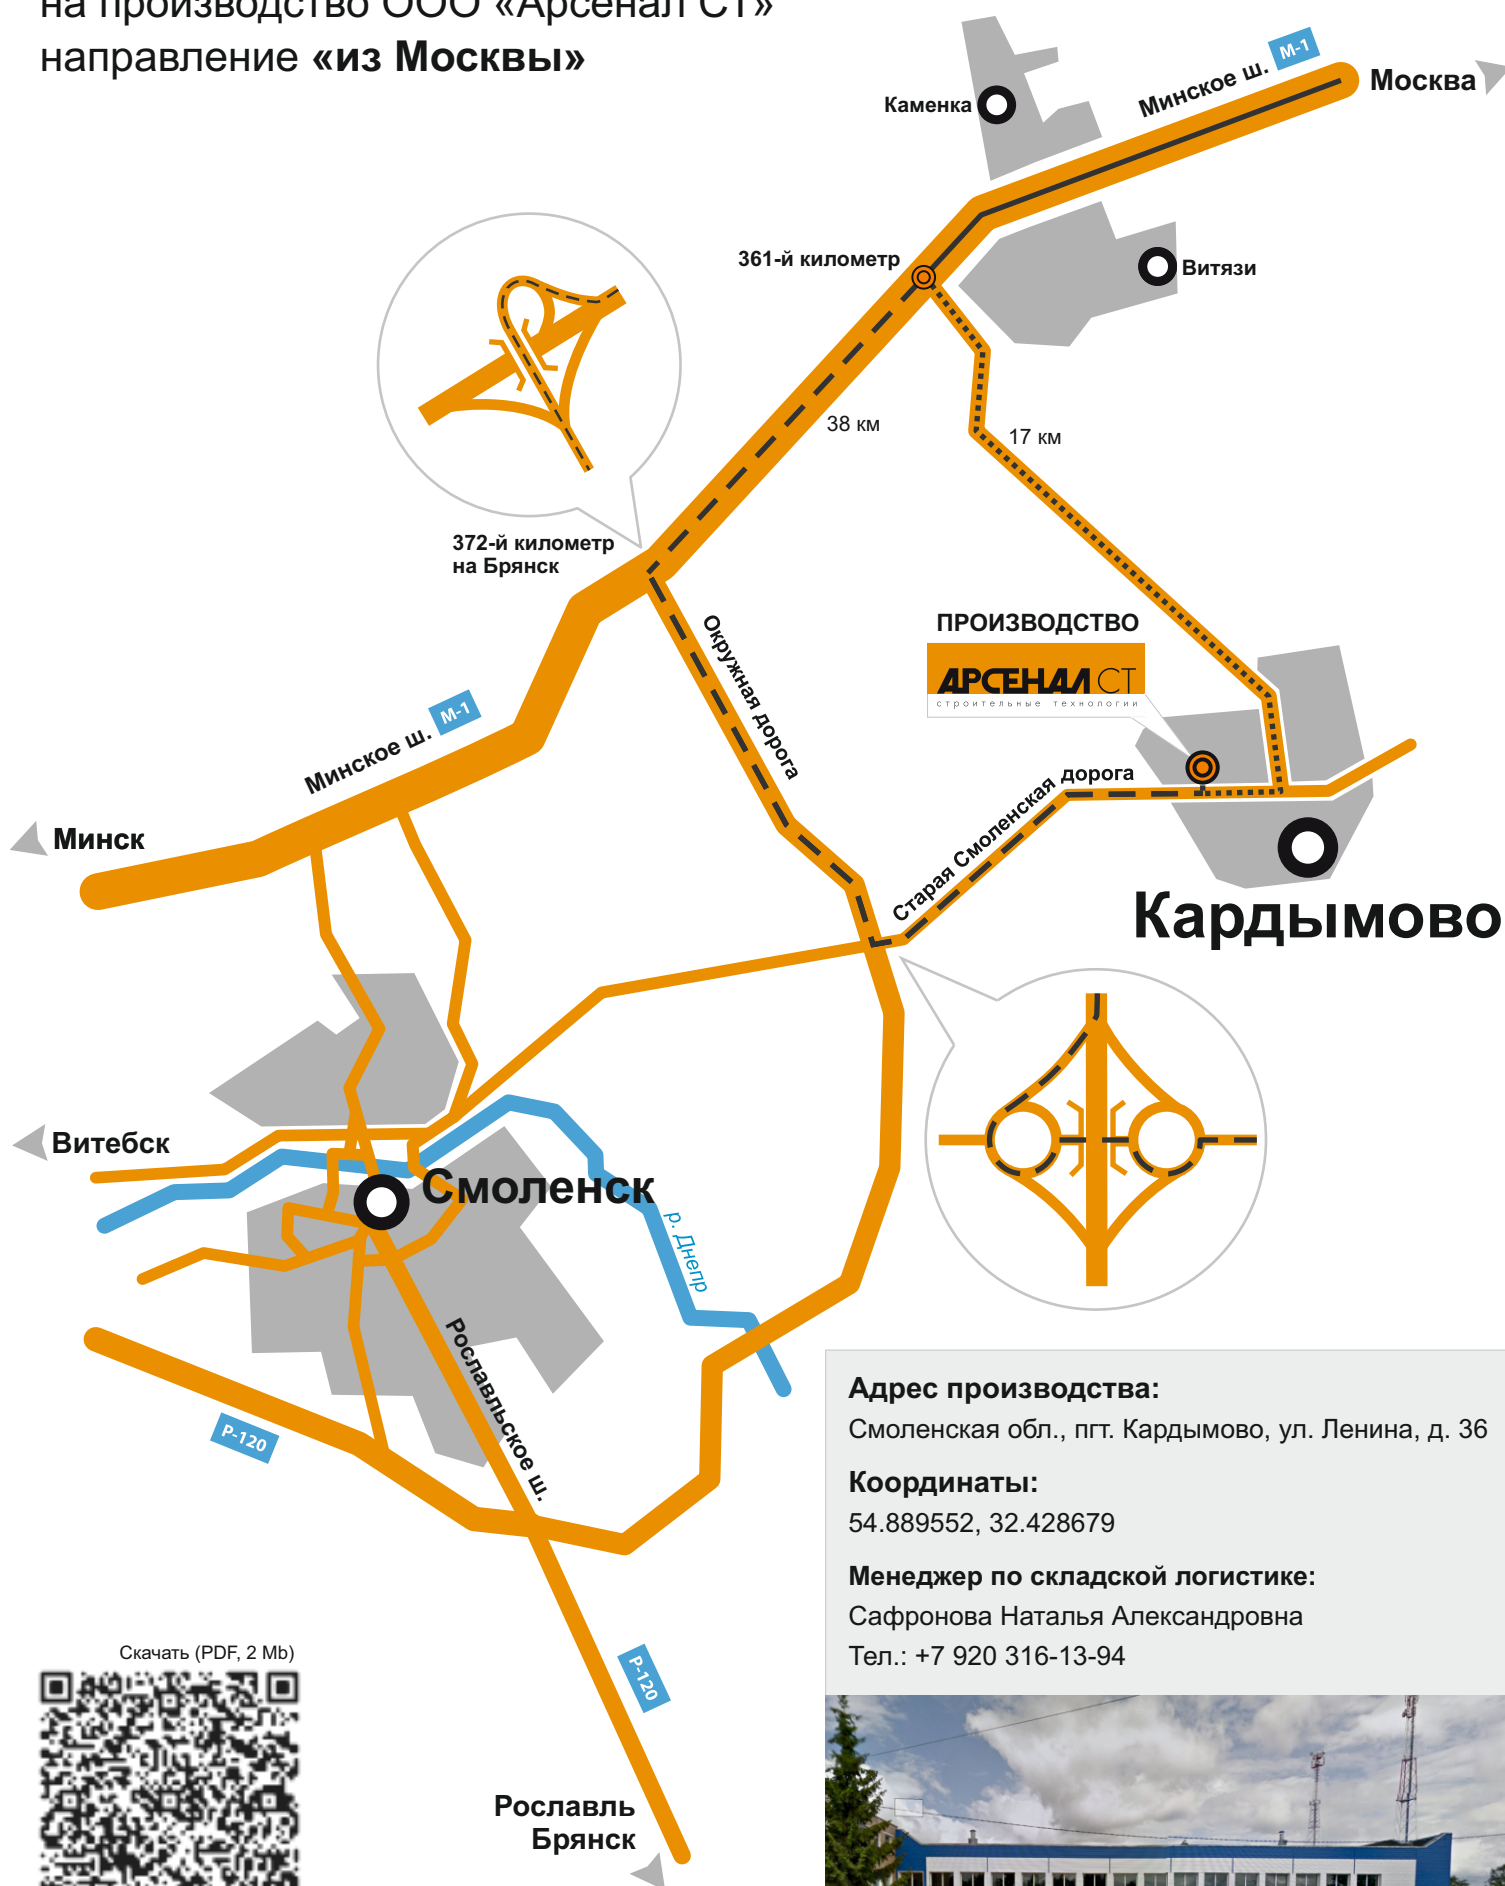 на производство ООО «Арсенал СТ»
направление «из Москвы»
М-1
Минское ш.
Москва
Каменка
361-й километр
Витязи
38 км
17 км
372-й километр
на Брянск
Окружная дорога
ПРОИЗВОДСТВО
АРСЕНАЛ СТ
строительные технологии
М-1
Минское ш.
Старая Смоленская дорога
Минск
Кардымово
Витебск
Смоленск
р. Днепр
Рославльское ш.
Р-120
Адрес производства:
Смоленская обл., пгт. Кардымово, ул. Ленина, д. 36
Координаты:
54.889552, 32.428679
Менеджер по складской логистике:
Сафронова Наталья Александровна
Тел.: +7 920 316-13-94
Скачать (PDF, 2 Mb)
Р-120
Рославль
Брянск